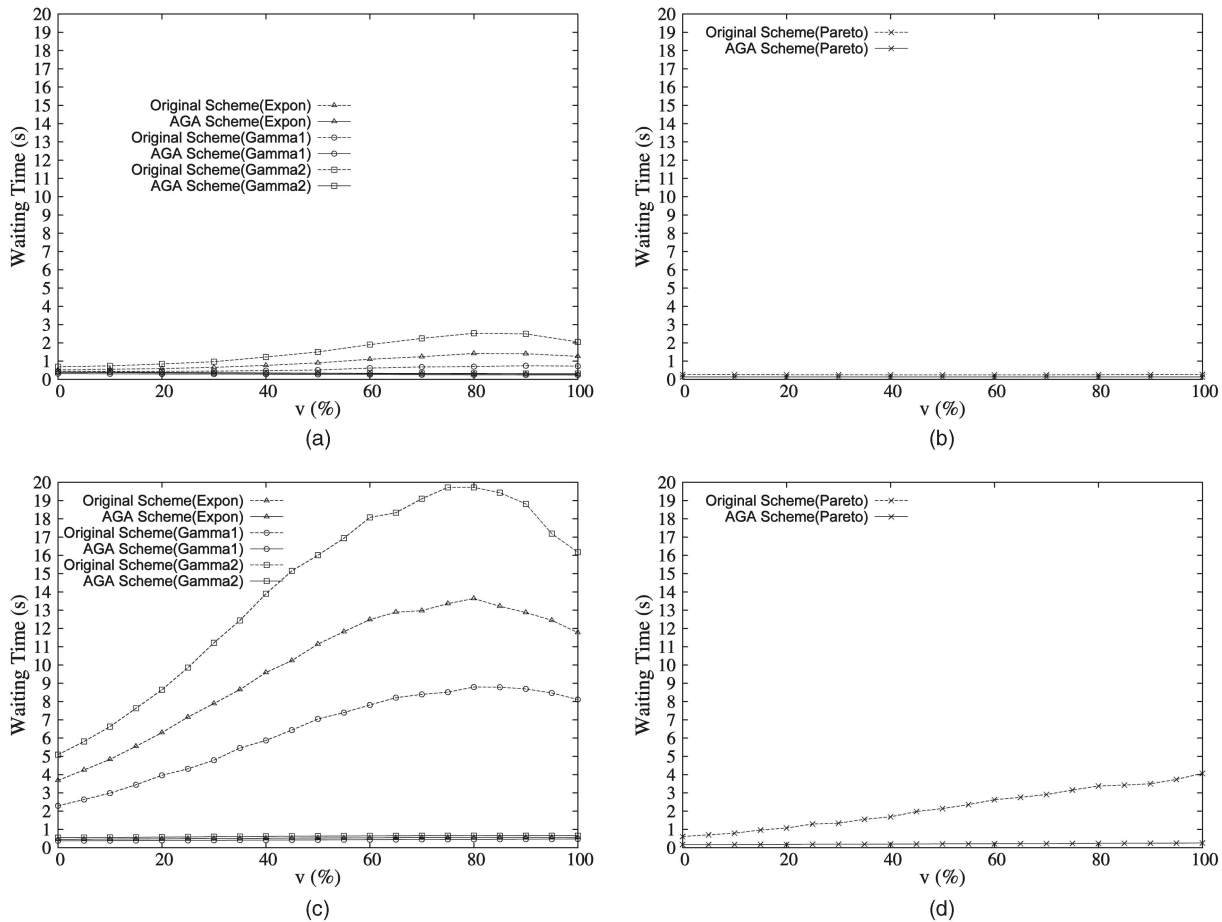 20
19
18
17
16
15
14
13
12
11
10
9
8
7
6
5
4
3
2
1
0
Waiting Time (s)
Original Scheme(Expon)
AGA Scheme(Expon)
Original Scheme(Gamma1)
AGA Scheme(Gamma1)
Original Scheme(Gamma2)
AGA Scheme(Gamma2)
0 20 40 60 80 100
v (%)
(a)
20
19
18
17
16
15
14
13
12
11
10
9
8
7
6
5
4
3
2
1
0
Waiting Time (s)
Original Scheme(Pareto)
AGA Scheme(Pareto)
0 20 40 60 80 100
v (%)
(b)
20
19
18
17
16
15
14
13
12
11
10
9
8
7
6
5
4
3
2
1
0
Waiting Time (s)
Original Scheme(Expon)
AGA Scheme(Expon)
Original Scheme(Gamma1)
AGA Scheme(Gamma1)
Original Scheme(Gamma2)
AGA Scheme(Gamma2)
0 20 40 60 80 100
v (%)
(c)
20
19
18
17
16
15
14
13
12
11
10
9
8
7
6
5
4
3
2
1
0
Waiting Time (s)
Original Scheme(Pareto)
AGA Scheme(Pareto)
0 20 40 60 80 100
v (%)
(d)